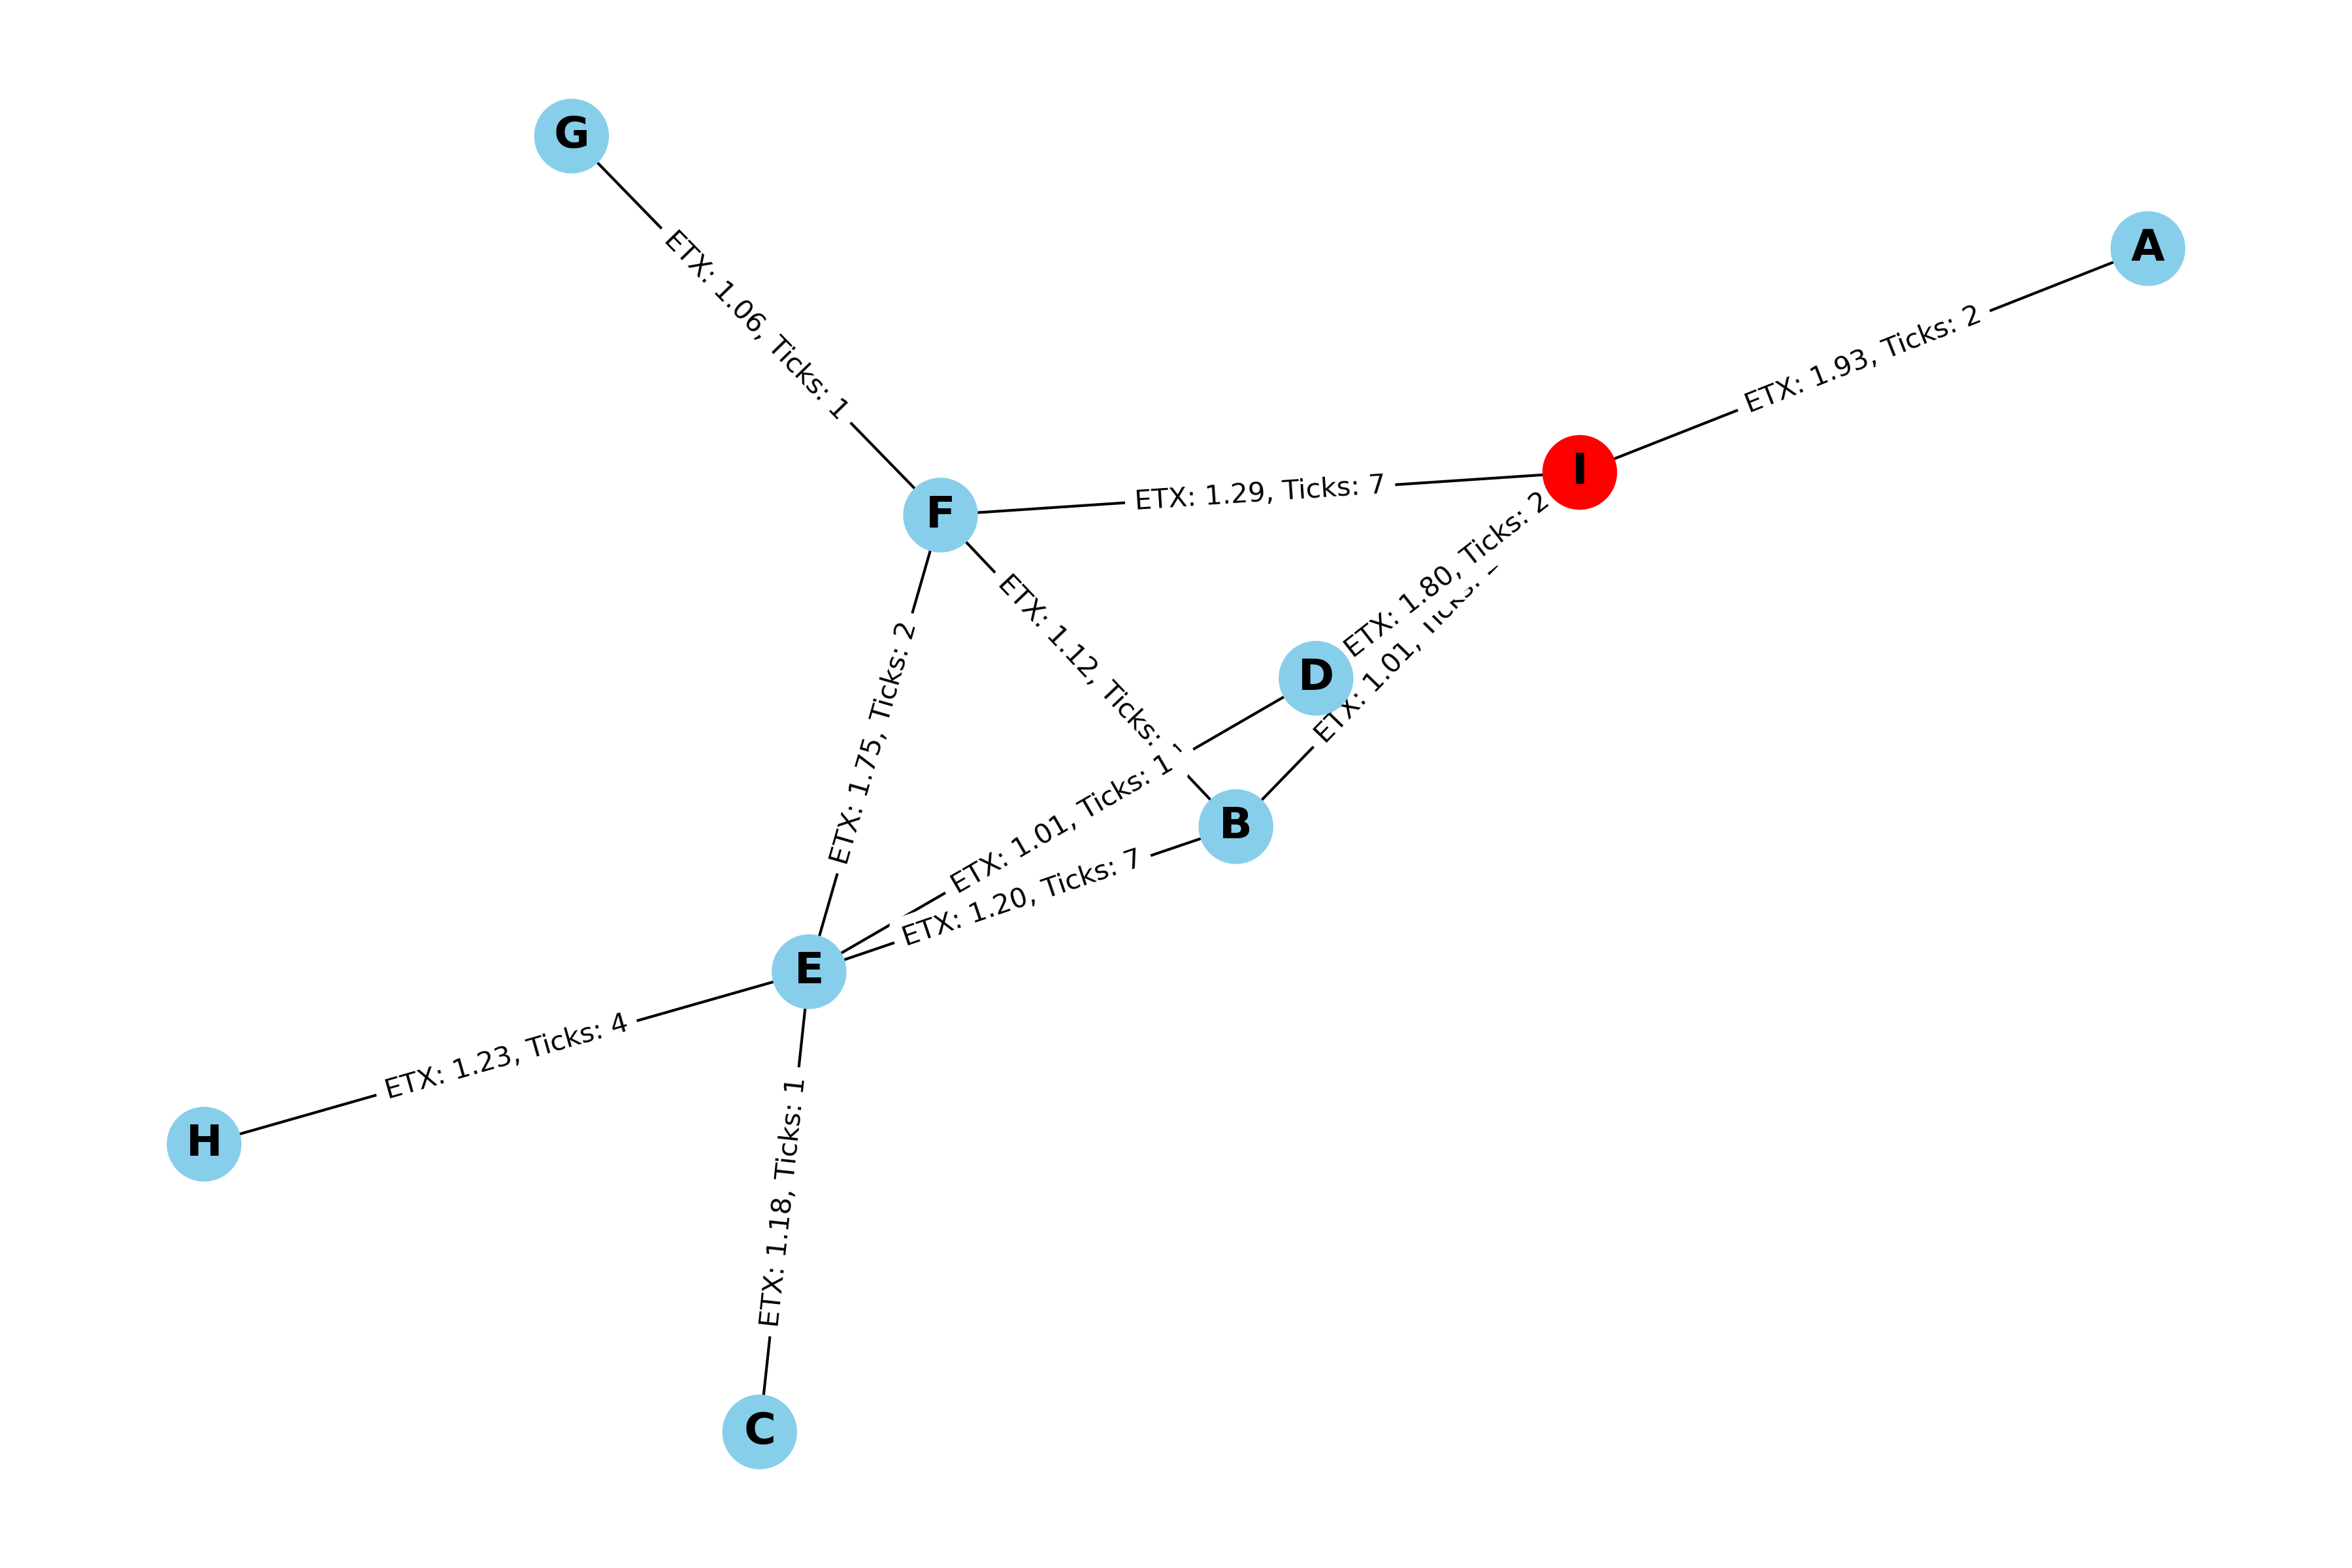 G
A
ETX: 1.06, Ticks: 1
ETX: 1.93, Ticks: 2
I
F
ETX: 1.29, Ticks: 7
ETX: 1.80, Ticks: 2
ETX: 1.01, Ticks:
ETX: 1.12, Ticks:
ETX: 1.75, Ticks: 2
D
ETX: 1.01, Ticks: 1
B
ETX: 1.20, Ticks: 7
E
ETX: 1.23, Ticks: 4
H
ETX: 1.18, Ticks: 1
C